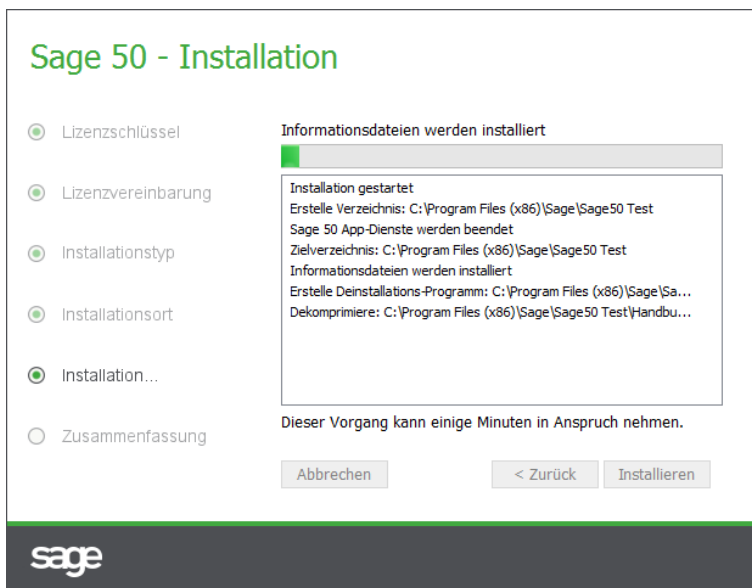 Sage 50 - Installation
Lizenzschlüssel
Lizenzvereinbarung
Installationstyp
Installationsort
Installation...
Zusammenfassung
Informationsdateien werden installiert
Installation gestartet
Erstelle Verzeichnis: C:\Program Files (x86)\Sage\Sage50 Test
Sage 50 App-Dienste werden beendet
Zielverzeichnis: C:\Program Files (x86)\Sage\Sage50 Test
Informationsdateien werden installiert
Erstelle Deinstallations-Programm: C:\Program Files (x86)\Sage\Sa...
Dekomprimiere: C:\Program Files (x86)\Sage\Sage50 Test\Handbu...
Dieser Vorgang kann einige Minuten in Anspruch nehmen.
Abbrechen < Zurück Installieren
sage